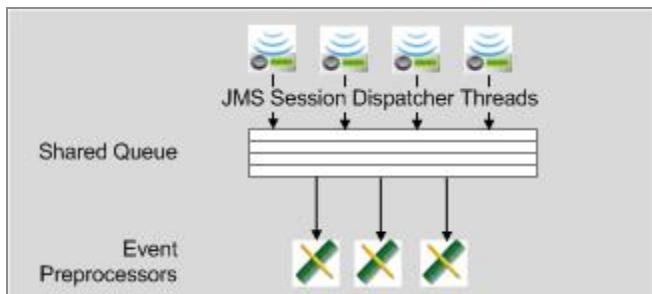 JMS Session Dispatcher Threads
Shared Queue
Event
Preprocessors